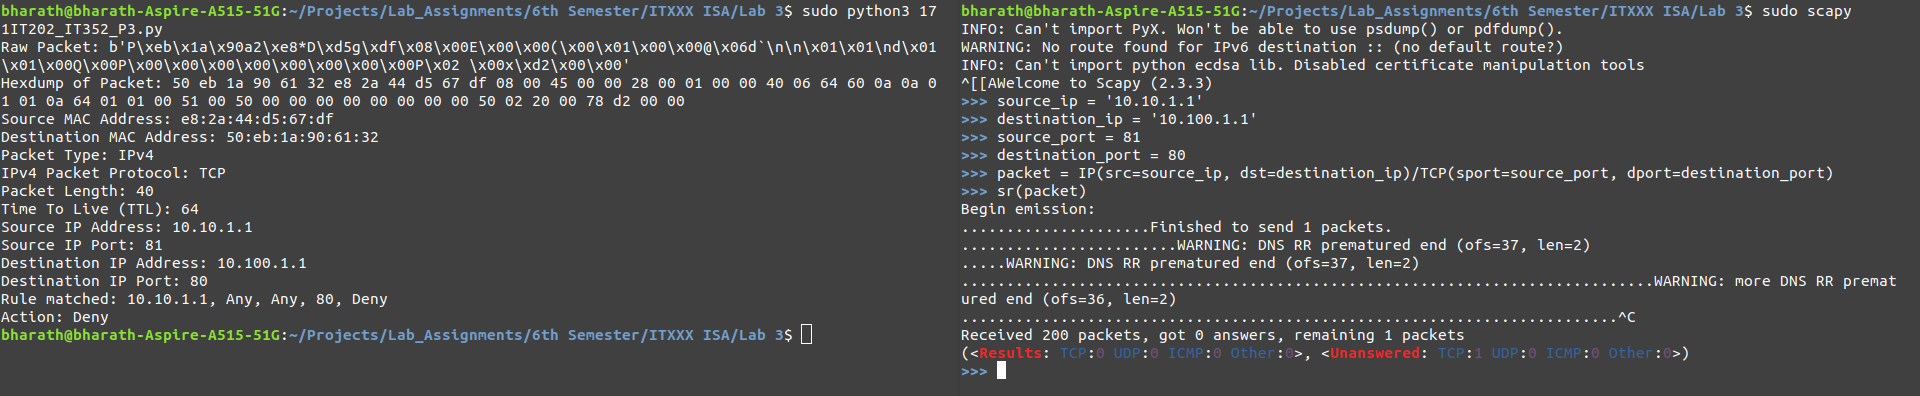 bharath@bharath-Aspire-A515-51G:~/Projects/Lab_Assignments/6th Semester/ITXXX ISA/Lab 3$ sudo python3 17
1IT202_IT352_P3.py
Raw Packet: b'P\xeb\x1a\x90a2\xe8*D\xd5g\xdf\x08\x00E\x00\x00(\x00\x01\x00\x00@\x06d`\n\n\x01\x01\nd\x01
\x01\x00Q\x00P\x00\x00\x00\x00\x00\x00\x00\x00P\x02 \x00x\xd2\x00\x00'
Hexdump of Packet: 50 eb 1a 90 61 32 e8 2a 44 d5 67 df 08 00 45 00 00 28 00 01 00 00 40 06 64 60 0a 0a 0
1 01 0a 64 01 01 00 51 00 50 00 00 00 00 00 00 00 00 50 02 20 00 78 d2 00 00
Source MAC Address: e8:2a:44:d5:67:df
Destination MAC Address: 50:eb:1a:90:61:32
Packet Type: IPv4
IPv4 Packet Protocol: TCP
Packet Length: 40
Time To Live (TTL): 64
Source IP Address: 10.10.1.1
Source IP Port: 81
Destination IP Address: 10.100.1.1
Destination IP Port: 80
Rule matched: 10.10.1.1, Any, Any, 80, Deny
Action: Deny
bharath@bharath-Aspire-A515-51G:~/Projects/Lab_Assignments/6th Semester/ITXXX ISA/Lab 3$
bharath@bharath-Aspire-A515-51G:~/Projects/Lab_Assignments/6th Semester/ITXXX ISA/Lab 3$ sudo scapy
INFO: Can't import PyX. Won't be able to use psdump() or pdfdump().
WARNING: No route found for IPv6 destination :: (no default route?)
INFO: Can't import python ecdsa lib. Disabled certificate manipulation tools
^[[AWelcome to Scapy (2.3.3)
>>> source_ip = '10.10.1.1'
>>> destination_ip = '10.100.1.1'
>>> source_port = 81
>>> destination_port = 80
>>> packet = IP(src=source_ip, dst=destination_ip)/TCP(sport=source_port, dport=destination_port)
>>> sr(packet)
Begin emission:
.....................Finished to send 1 packets.
........................WARNING: DNS RR prematured end (ofs=37, len=2)
.....WARNING: DNS RR prematured end (ofs=37, len=2)
.............................................................................WARNING: more DNS RR premat
ured end (ofs=36, len=2)
.........................................................................^C
Received 200 packets, got 0 answers, remaining 1 packets
(<Results: TCP:0 UDP:0 ICMP:0 Other:0>, <Unanswered: TCP:1 UDP:0 ICMP:0 Other:0>)
>>>